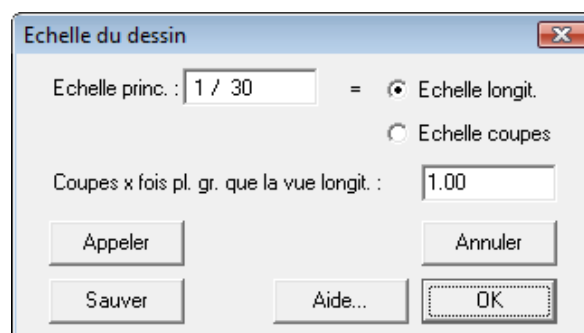 Echelle du dessin
Echelle princ. : 1 / 30 = Echelle longit.
Echelle coupes
Coupes x fois pl. gr. que la vue longit. : 1.00
Appeler Annuler
Sauver Aide... OK